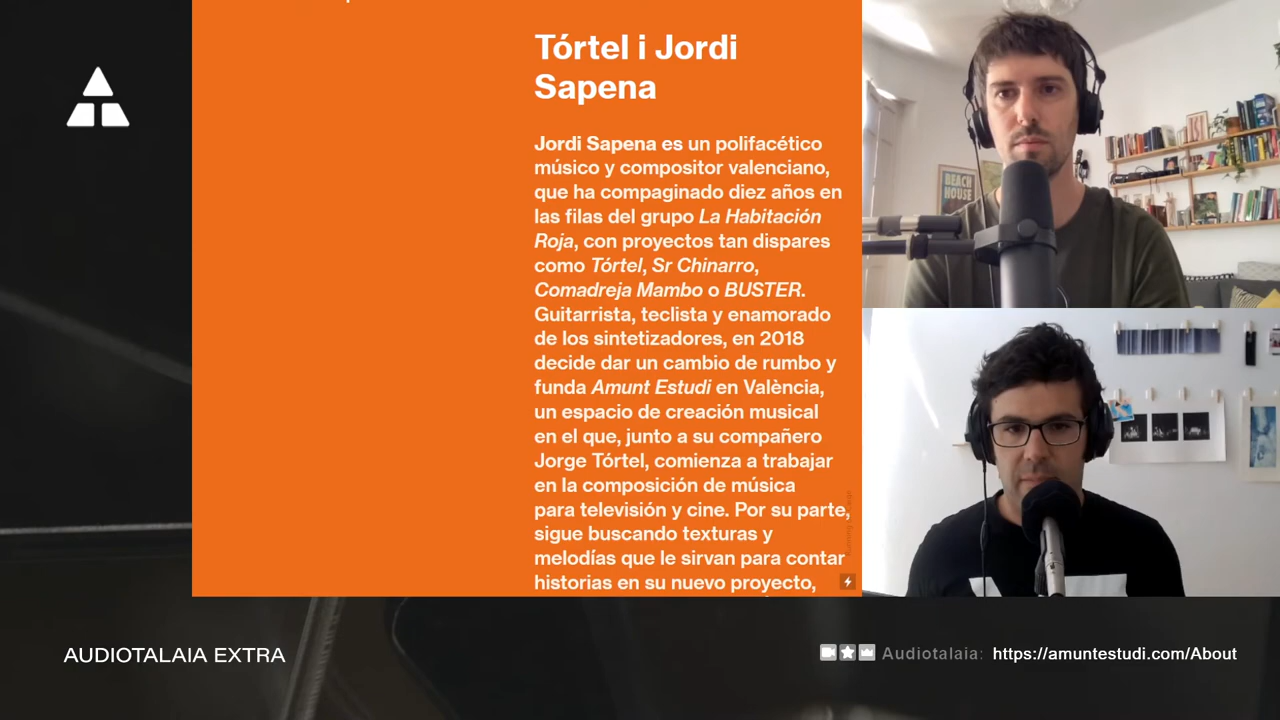 Tórtel i Jordi
Sapena
Jordi Sapena es un polifacético
músico y compositor valenciano,
que ha compaginado diez años en
las filas del grupo La Habitación
Roja, con proyectos tan dispares
como Tórtel, Sr Chinarro,
Comadreja Mambo o BUSTER.
Guitarrista, teclista y enamorado
de los sintetizadores, en 2018
decide dar un cambio de rumbo y
funda Amunt Estudi en València,
un espacio de creación musical
en el que, junto a su compañero
Jorge Tórtel, comienza a trabajar
en la composición de música
para televisión y cine. Por su parte,
sigue buscando texturas y
melodías que le sirvan para contar
historias en su nuevo proyecto,
BEACH
HOUSE
AUDIOTALAIA EXTRA
Audiotalaia: https://amuntestudi.com/About